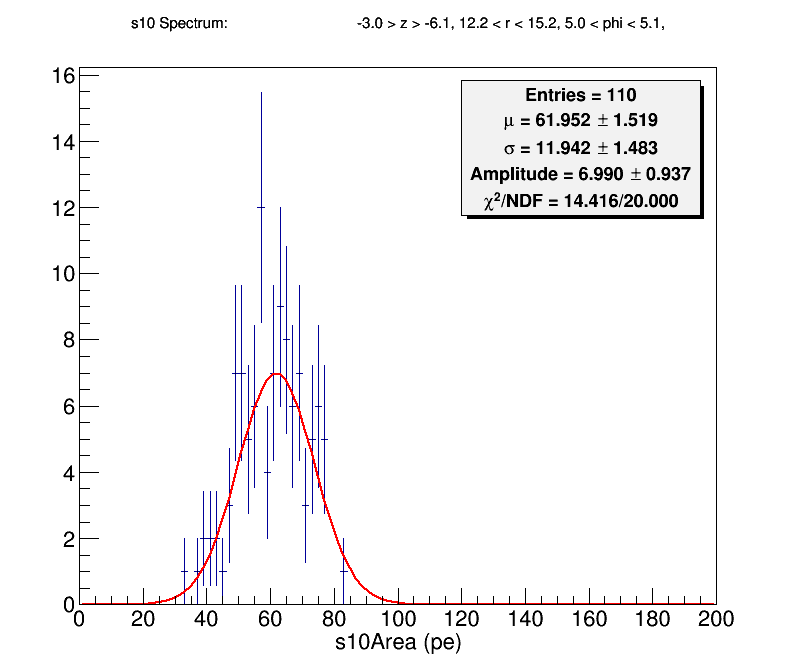 s10 Spectrum: -3.0 > z > -6.1, 12.2 < r < 15.2, 5.0 < phi < 5.1,
Entries = 110
μ = 61.952 ± 1.519
σ = 11.942 ± 1.483
Amplitude = 6.990 ± 0.937
χ²/NDF = 14.416/20.000
16
14
12
10
8
6
4
2
0
0 20 40 60 80 100 120 140 160 180 200
s10Area (pe)